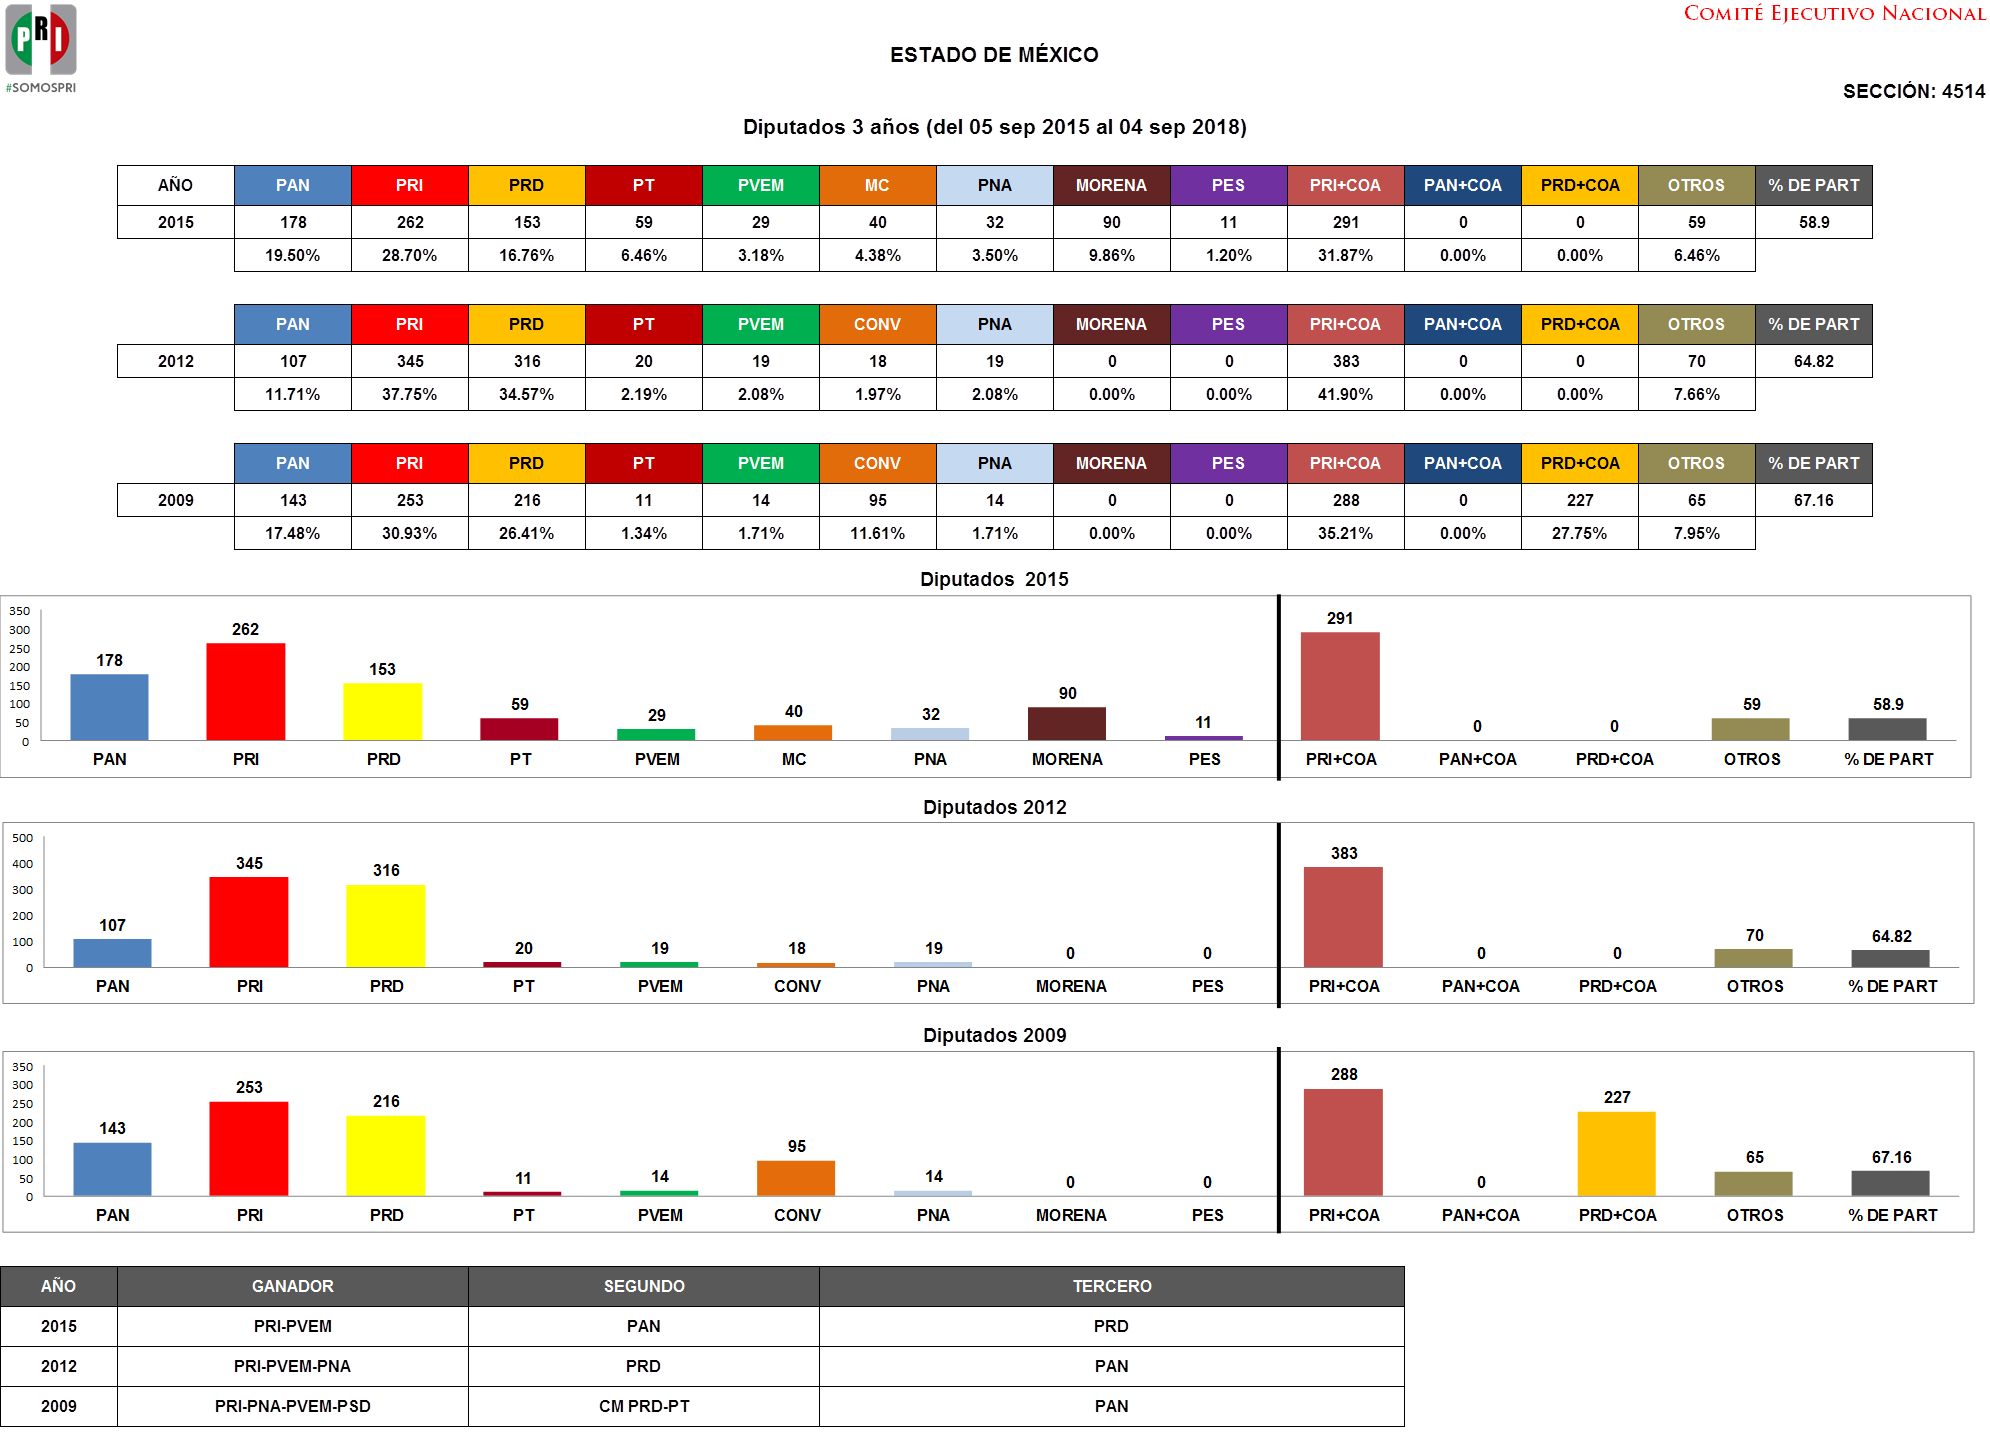 PRI
#SOMOSPRI
COMITÉ EJECUTIVO NACIONAL
ESTADO DE MÉXICO
SECCIÓN: 4514
Diputados 3 años (del 05 sep 2015 al 04 sep 2018)
AÑO PAN PRI PRD PT PVEM MC PNA MORENA PES PRI+COA PAN+COA PRD+COA OTROS % DE PART
2015 178 262 153 59 29 40 32 90 11 291 0 0 59 58.9
19.50% 28.70% 16.76% 6.46% 3.18% 4.38% 3.50% 9.86% 1.20% 31.87% 0.00% 0.00% 6.46%
PAN PRI PRD PT PVEM CONV PNA MORENA PES PRI+COA PAN+COA PRD+COA OTROS % DE PART
2012 107 345 316 20 19 18 19 0 0 383 0 0 70 64.82
11.71% 37.75% 34.57% 2.19% 2.08% 1.97% 2.08% 0.00% 0.00% 41.90% 0.00% 0.00% 7.66%
PAN PRI PRD PT PVEM CONV PNA MORENA PES PRI+COA PAN+COA PRD+COA OTROS % DE PART
2009 143 253 216 11 14 95 14 0 0 288 0 227 65 67.16
17.48% 30.93% 26.41% 1.34% 1.71% 11.61% 1.71% 0.00% 0.00% 35.21% 0.00% 27.75% 7.95%
Diputados 2015
350
300
250
200
150
100
50
0
178 262 153 59 29 40 32 90 11 291 0 0 59 58.9
PAN PRI PRD PT PVEM MC PNA MORENA PES PRI+COA PAN+COA PRD+COA OTROS % DE PART
Diputados 2012
500
400
300
200
100
0
107 345 316 20 19 18 19 0 0 383 0 0 70 64.82
PAN PRI PRD PT PVEM CONV PNA MORENA PES PRI+COA PAN+COA PRD+COA OTROS % DE PART
Diputados 2009
350
300
250
200
150
100
50
0
143 253 216 11 14 95 14 0 0 288 0 227 65 67.16
PAN PRI PRD PT PVEM CONV PNA MORENA PES PRI+COA PAN+COA PRD+COA OTROS % DE PART
AÑO GANADOR SEGUNDO TERCERO
2015 PRI-PVEM PAN PRD
2012 PRI-PVEM-PNA PRD PAN
2009 PRI-PNA-PVEM-PSD CM PRD-PT PAN